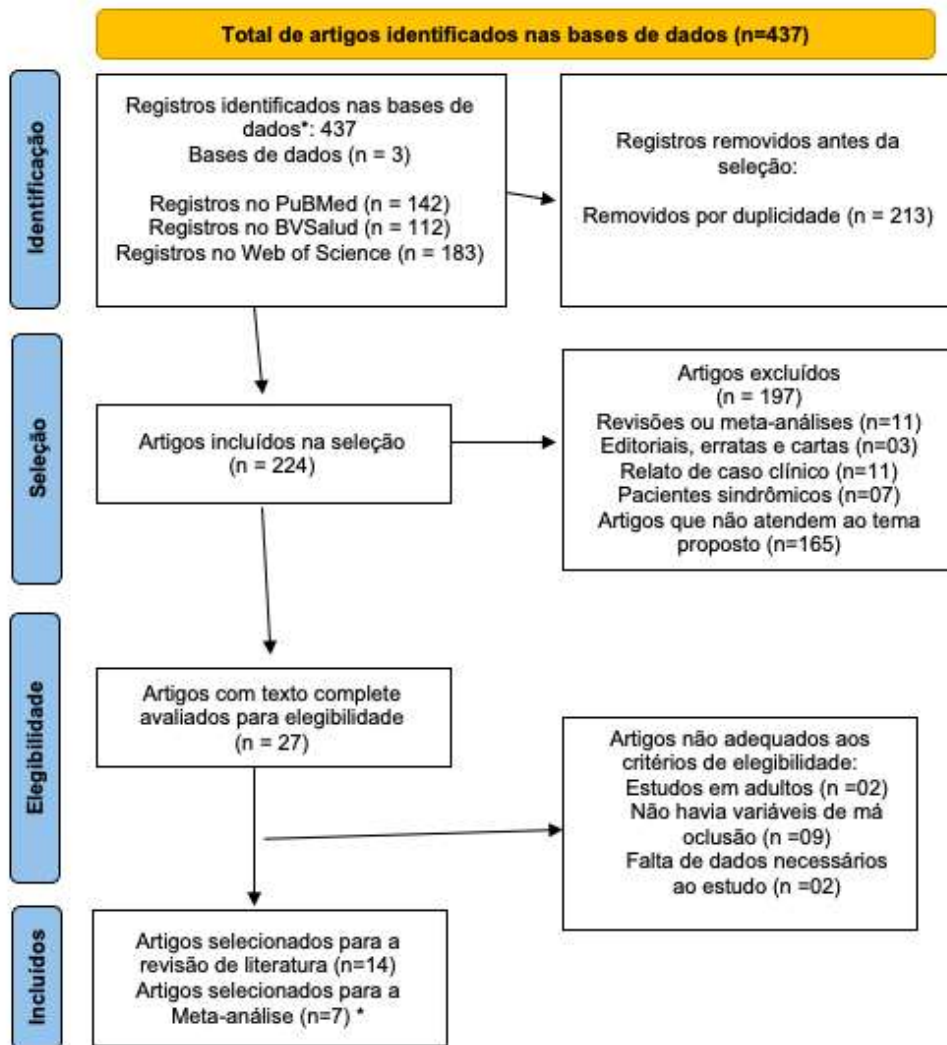 Total de artigos identificados nas bases de dados (n=437)
Identificação
Registros identificados nas bases de
dados*: 437
Bases de dados (n = 3)
Registros no PuBMed (n = 142)
Registros no BVSalud (n = 112)
Registros no Web of Science (n = 183)
Registros removidos antes da
seleção:
Removidos por duplicidade (n = 213)
Seleção
Artigos incluídos na seleção
(n = 224)
Artigos excluídos
(n = 197)
Revisões ou meta-análises (n=11)
Editoriais, erratas e cartas (n=03)
Relato de caso clínico (n=11)
Pacientes sindrômicos (n=07)
Artigos que não atendem ao tema
proposto (n=165)
Elegibilidade
Artigos com texto complete
avaliados para elegibilidade
(n = 27)
Artigos não adequados aos
critérios de elegibilidade:
Estudos em adultos (n =02)
Não havia variáveis de má
oclusão (n =09)
Falta de dados necessários
ao estudo (n =02)
Incluídos
Artigos selecionados para a
revisão de literatura (n=14)
Artigos selecionados para a
Meta-análise (n=7) *